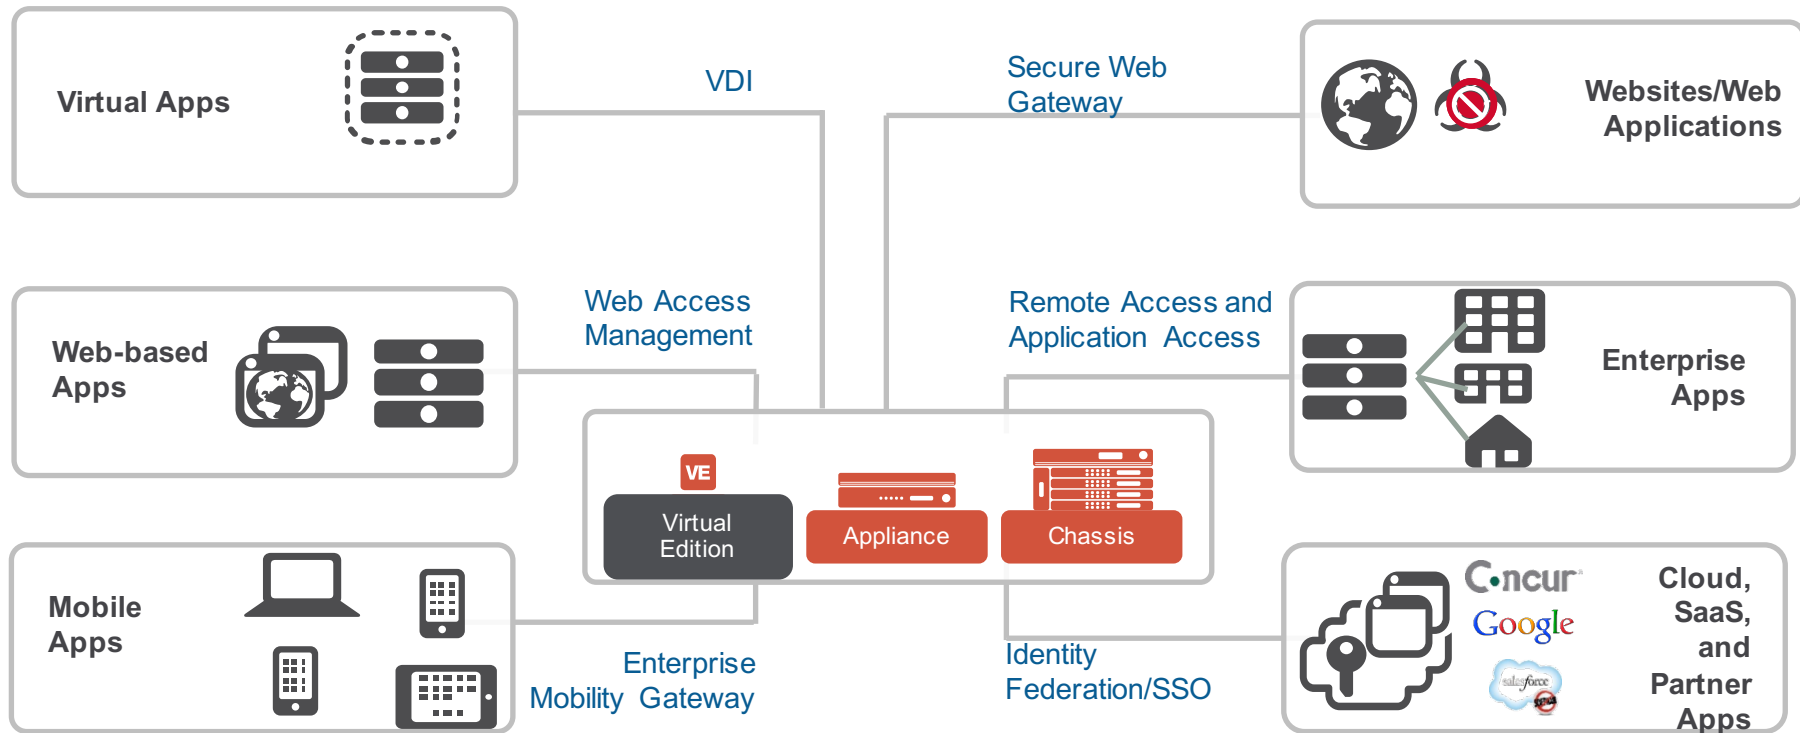 Virtual Apps
VDI
Secure Web
Gateway
Websites/Web
Applications
Web-based
Apps
Web Access
Management
Remote Access and
Application Access
Enterprise
Apps
VE
Virtual
Edition
Appliance
Chassis
Mobile
Apps
Enterprise
Mobility Gateway
Identity
Federation/SSO
Concur
Google
salesforce
Cloud,
SaaS,
and
Partner
Apps